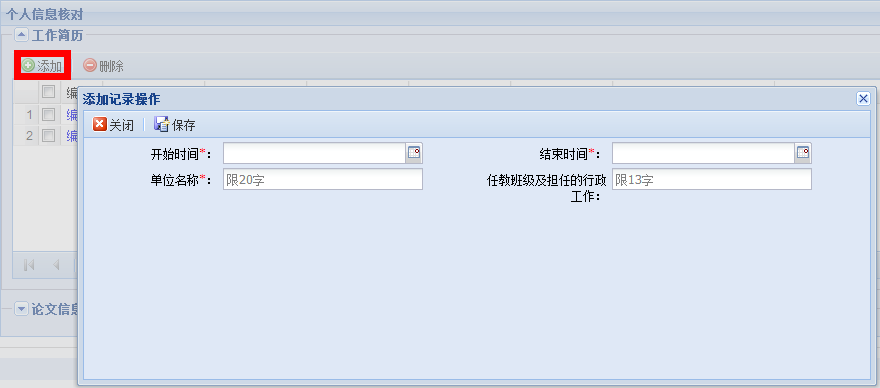 个人信息核对
工作简历
添加 删除
编
1 编
2 编
添加记录操作
关闭 保存
开始时间*： 结束时间*：
单位名称*： 限20字 任教班级及担任的行政工作： 限13字
论文信息